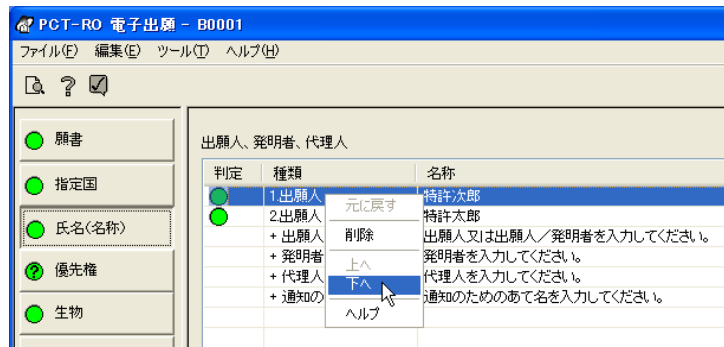 PCT-RO 電子出願 - B0001
ファイル(F) 編集(E) ツール(T) ヘルプ(H)
願書
指定国
氏名(名称)
優先権
生物
出願人、発明者、代理人
判定 種類 名称
1.出願人 特許次郎
2.出願人 特許太郎
+ 出願人 出願人又は出願人／発明者を入力してください。
+ 発明者 発明者を入力してください。
+ 代理人 代理人を入力してください。
+ 通知の 通知のためのあて名を入力してください。
元に戻す
削除
上へ
下へ
ヘルプ